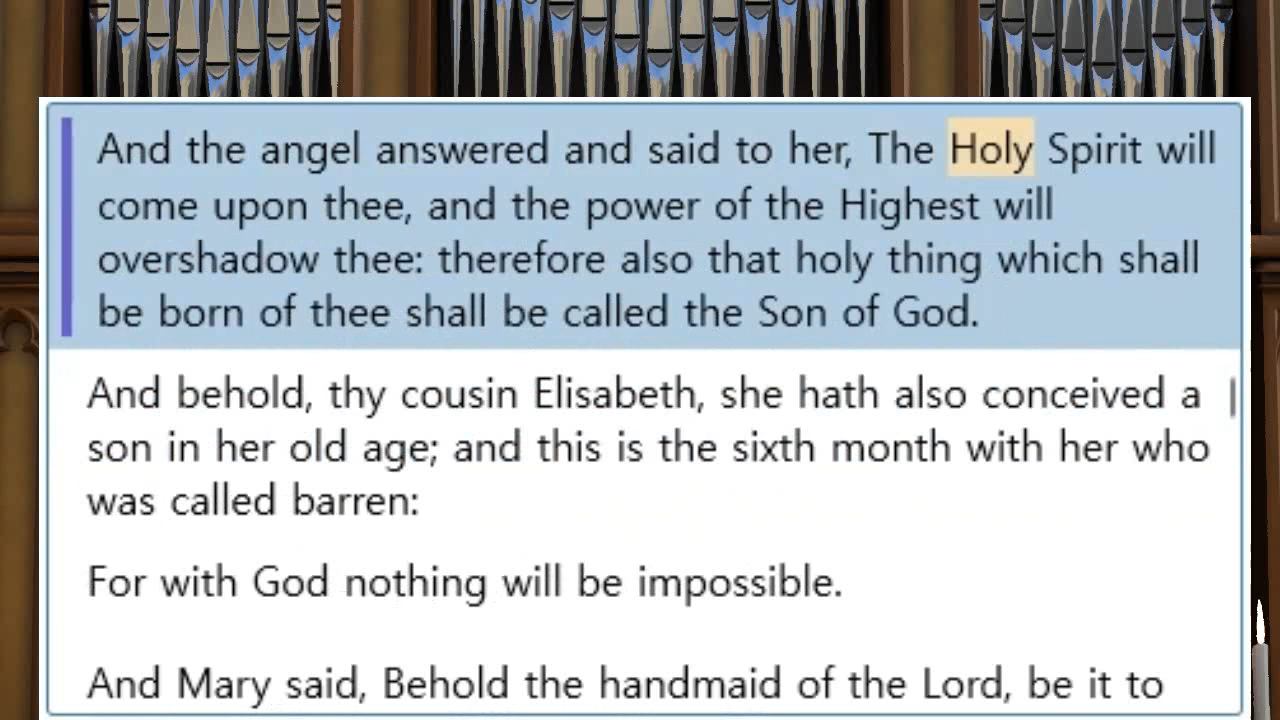 And the angel answered and said to her, The Holy Spirit will
come upon thee, and the power of the Highest will
overshadow thee: therefore also that holy thing which shall
be born of thee shall be called the Son of God.
And behold, thy cousin Elisabeth, she hath also conceived a
son in her old age; and this is the sixth month with her who
was called barren:
For with God nothing will be impossible.
And Mary said, Behold the handmaid of the Lord, be it to